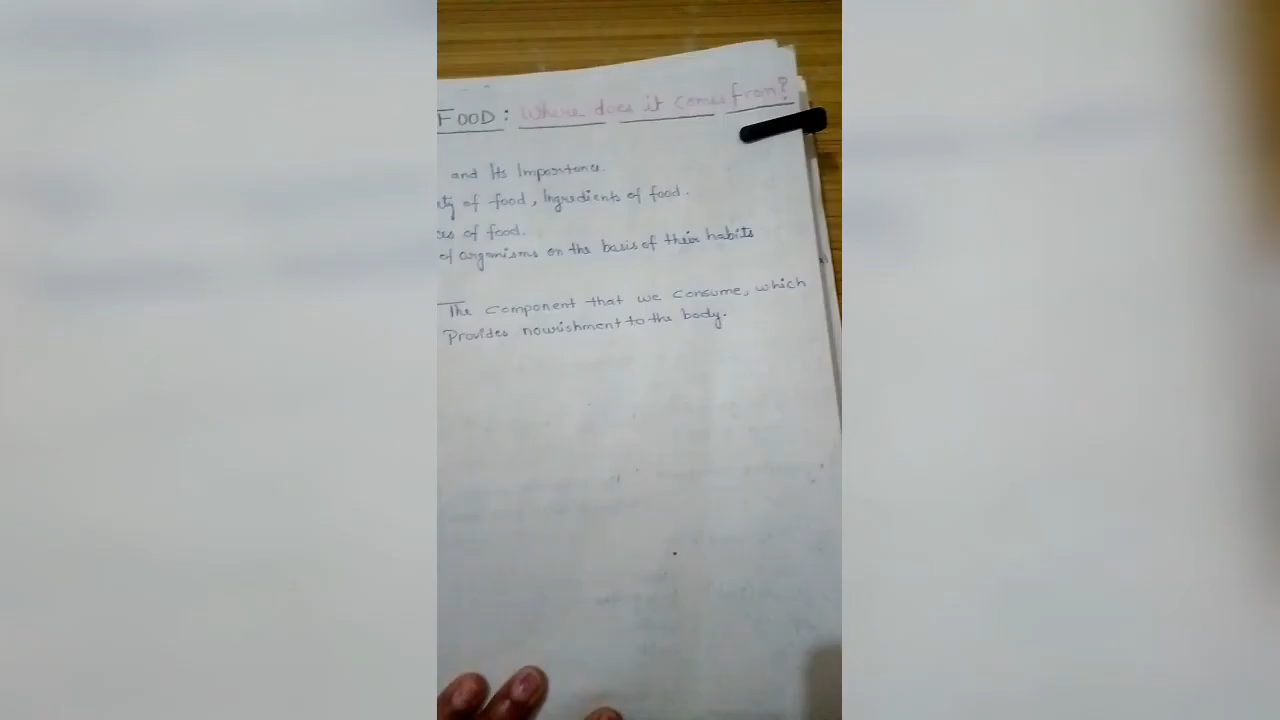 FOOD: Where does it comes from?
and Its Importance.
of food, Ingredients of food.
of food.
of organisms on the basis of their habits
The component that we consume, which
Provides nourishment to the body.